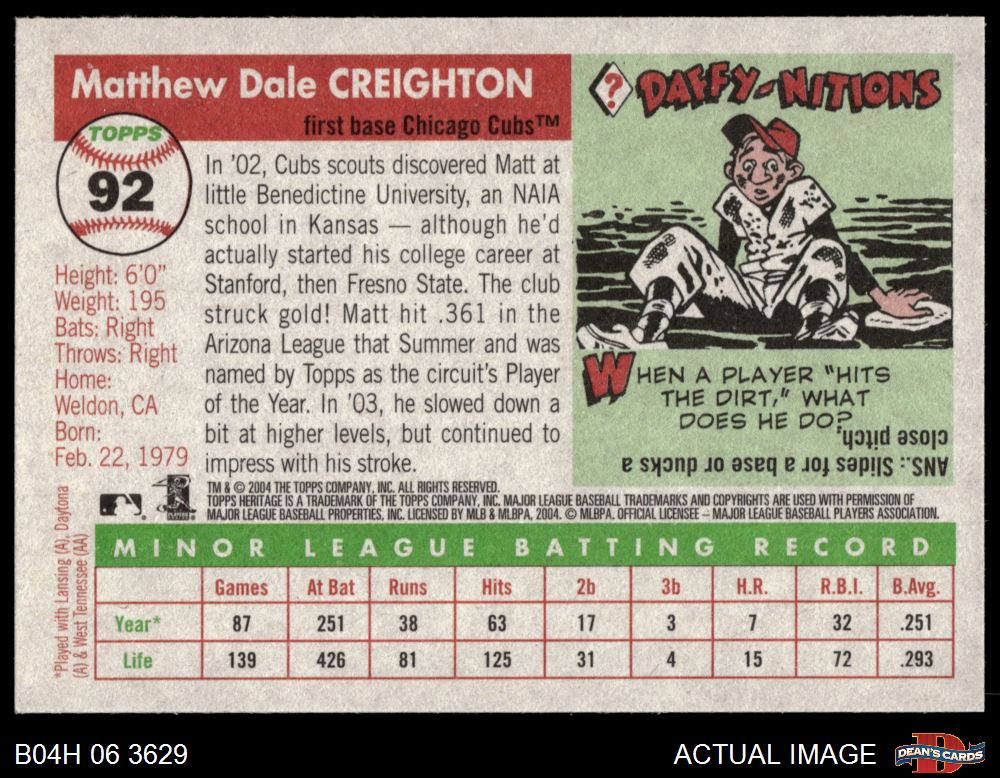 Matthew Dale CREIGHTON
first base Chicago Cubs™
TOPPS
92
Height: 6'0"
Weight: 195
Bats: Right
Throws: Right
Home:
Weldon, CA
Born:
Feb. 22, 1979
In '02, Cubs scouts discovered Matt at
little Benedictine University, an NAIA
school in Kansas — although he'd
actually started his college career at
Stanford, then Fresno State. The club
struck gold! Matt hit .361 in the
Arizona League that Summer and was
named by Topps as the circuit's Player
of the Year. In '03, he slowed down a
bit at higher levels, but continued to
impress with his stroke.
? DAFFY-NITIONS
WHEN A PLAYER "HITS
THE DIRT," WHAT
DOES HE DO?
ANS.: Slides for a base or ducks a
close pitch,
TM & © 2004 THE TOPPS COMPANY, INC. ALL RIGHTS RESERVED.
TOPPS HERITAGE IS A TRADEMARK OF THE TOPPS COMPANY, INC. MAJOR LEAGUE BASEBALL TRADEMARKS AND COPYRIGHTS ARE USED WITH PERMISSION OF
MAJOR LEAGUE BASEBALL PROPERTIES, INC. LICENSED BY MLB & MLBPA, 2004. © MLBPA. OFFICIAL LICENSEE – MAJOR LEAGUE BASEBALL PLAYERS ASSOCIATION.
*Played with Lansing (A), Daytona
(A) & West Tennessee (AA)
MINOR LEAGUE BATTING RECORD
Games At Bat Runs Hits 2b 3b H.R. R.B.I. B.Avg.
Year* 87 251 38 63 17 3 7 32 .251
Life 139 426 81 125 31 4 15 72 .293
B04H 06 3629
ACTUAL IMAGE
DEAN'S CARDS